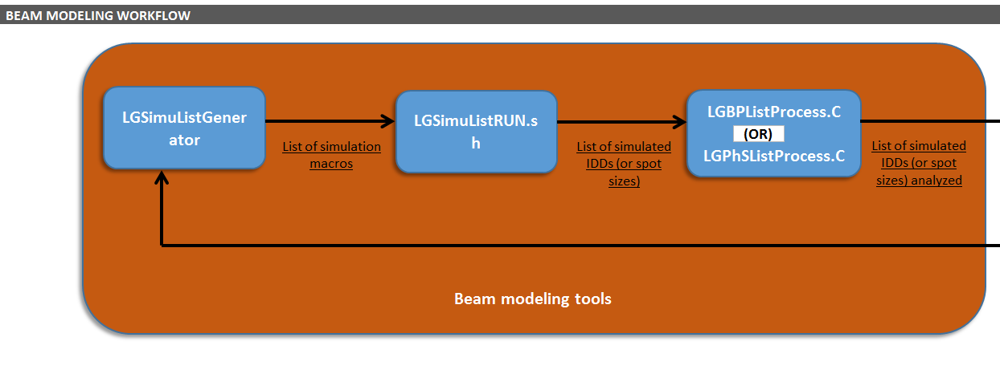 BEAM MODELING WORKFLOW
LGSimuListGener
ator
List of simulation
macros
LGSimuListRUN.s
h
List of simulated
IDDs (or spot
sizes)
LGBPListProcess.C
(OR)
LGPhSListProcess.C
List of simulated
IDDs (or spot
sizes) analyzed
Beam modeling tools